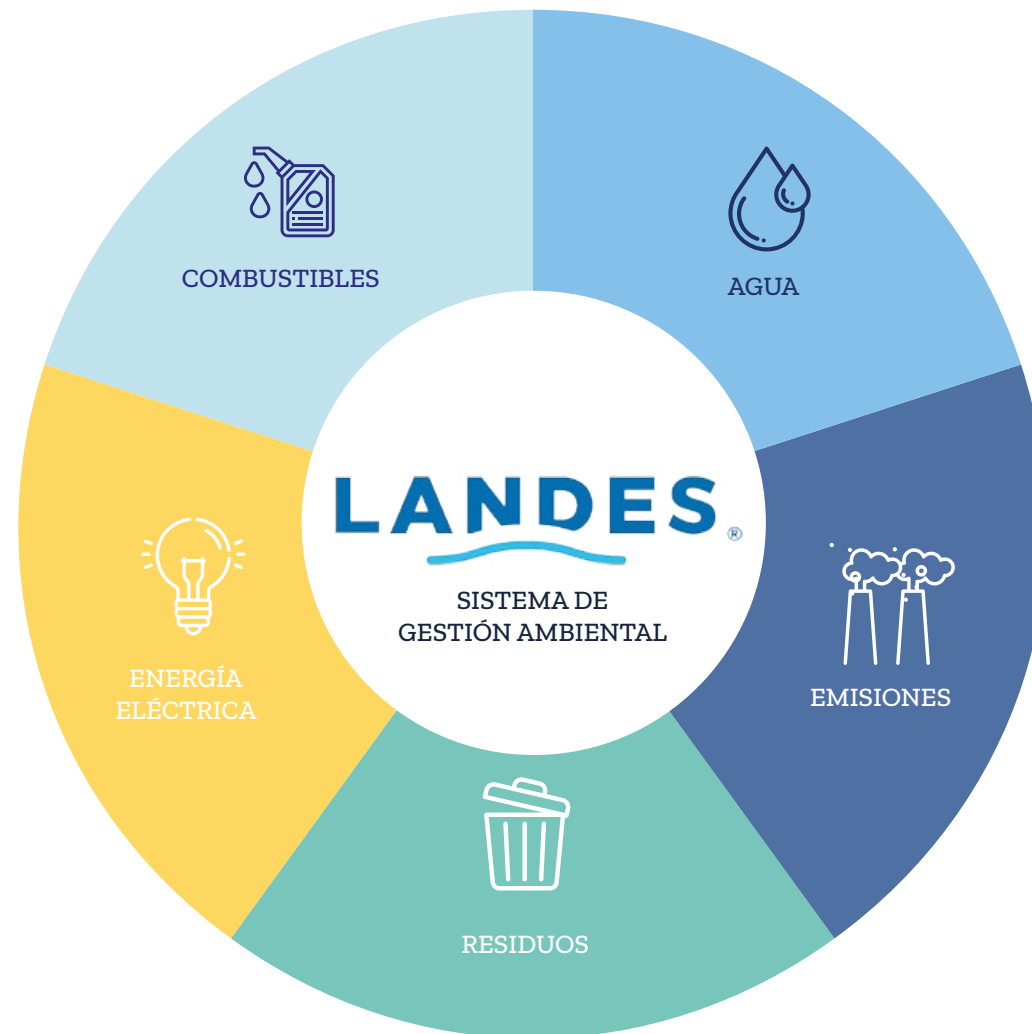 COMBUSTIBLES
AGUA
LANDES®
SISTEMA DE
GESTIÓN AMBIENTAL
ENERGÍA
ELÉCTRICA
EMISIONES
RESIDUOS